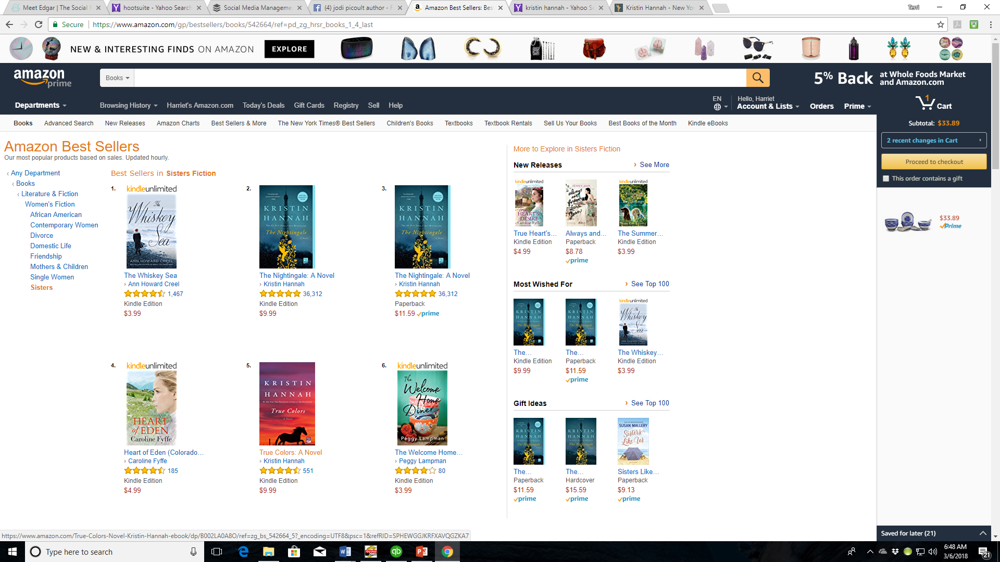 Meet Edgar | The Social M
hootsuite - Yahoo Search
Social Media Manageme
(4) jodi picoult author - F
Amazon Best Sellers: Bes
kristin hannah - Yahoo Se
Kristin Hannah - New Yor
Terri
Secure
https://www.amazon.com/gp/bestsellers/books/542664/ref=pd_zg_hrsr_books_1_4_last
NEW & INTERESTING FINDS ON AMAZON
EXPLORE
amazon
prime
Books
5% Back
at Whole Foods Market
and Amazon.com
Departments
Browsing History
Harriet's Amazon.com
Today's Deals
Gift Cards
Registry
Sell
Help
EN
Hello, Harriet
Account & Lists
Orders
Prime
1
Cart
Books
Advanced Search
New Releases
Amazon Charts
Best Sellers & More
The New York Times® Best Sellers
Children's Books
Textbooks
Textbook Rentals
Sell Us Your Books
Best Books of the Month
Kindle eBooks
Subtotal: $33.89
2 recent changes in Cart
Proceed to checkout
This order contains a gift
$33.89
Prime
Amazon Best Sellers
Our most popular products based on sales. Updated hourly.
‹ Any Department
‹ Books
‹ Literature & Fiction
Women's Fiction
African American
Contemporary Women
Divorce
Domestic Life
Friendship
Mothers & Children
Single Women
Sisters
Best Sellers in Sisters Fiction
1.
kindleunlimited
The
Whiskey
Sea
ANN HOWARD CREEL
The Whiskey Sea
› Ann Howard Creel
1,467
Kindle Edition
$3.99
2.
KRISTIN
HANNAH
The Nightingale
The Nightingale: A Novel
› Kristin Hannah
36,312
Kindle Edition
$9.99
3.
KRISTIN
HANNAH
The Nightingale
The Nightingale: A Novel
› Kristin Hannah
36,312
Paperback
$11.59 prime
4.
kindleunlimited
HEART
of EDEN
Caroline Fyffe
Heart of Eden (Colorado…
› Caroline Fyffe
185
Kindle Edition
$4.99
5.
KRISTIN
HANNAH
True Colors
True Colors: A Novel
› Kristin Hannah
551
Kindle Edition
$9.99
6.
kindleunlimited
The
Welcome
Home
Diner
Peggy Lampman
The Welcome Home…
› Peggy Lampman
80
Kindle Edition
$3.99
More to Explore in Sisters Fiction
New Releases
› See More
kindleunlimited
True
HEART'S
DESIRE
Caroline Fyffe
True Heart's…
Kindle Edition
$4.99
JENNY HAN
always and
forever
Lara
Jean
Always and…
Paperback
$8.78
prime
kindleunlimited
The Summer…
Kindle Edition
$3.99
Most Wished For
› See Top 100
KRISTIN
HANNAH
The Nightingale
The…
Kindle Edition
$9.99
KRISTIN
HANNAH
The Nightingale
The…
Paperback
$11.59
prime
kindleunlimited
The
Whiskey
Sea
The Whiskey…
Kindle Edition
$3.99
Gift Ideas
› See Top 100
KRISTIN
HANNAH
The Nightingale
The…
Paperback
$11.59
prime
KRISTIN
HANNAH
The Nightingale
The…
Hardcover
$15.59
prime
SUSAN MALLERY
Sisters
Like Us
Sisters Like…
Paperback
$9.13
prime
Saved for later (21)
https://www.amazon.com/True-Colors-Novel-Kristin-Hannah-ebook/dp/B002LA0A8O/ref=zg_bs_542664_5?_encoding=UTF8&psc=1&refRID=SPHEWGGJKRFXAVQGZKA7
Type here to search
6:48 AM
3/6/2018
21